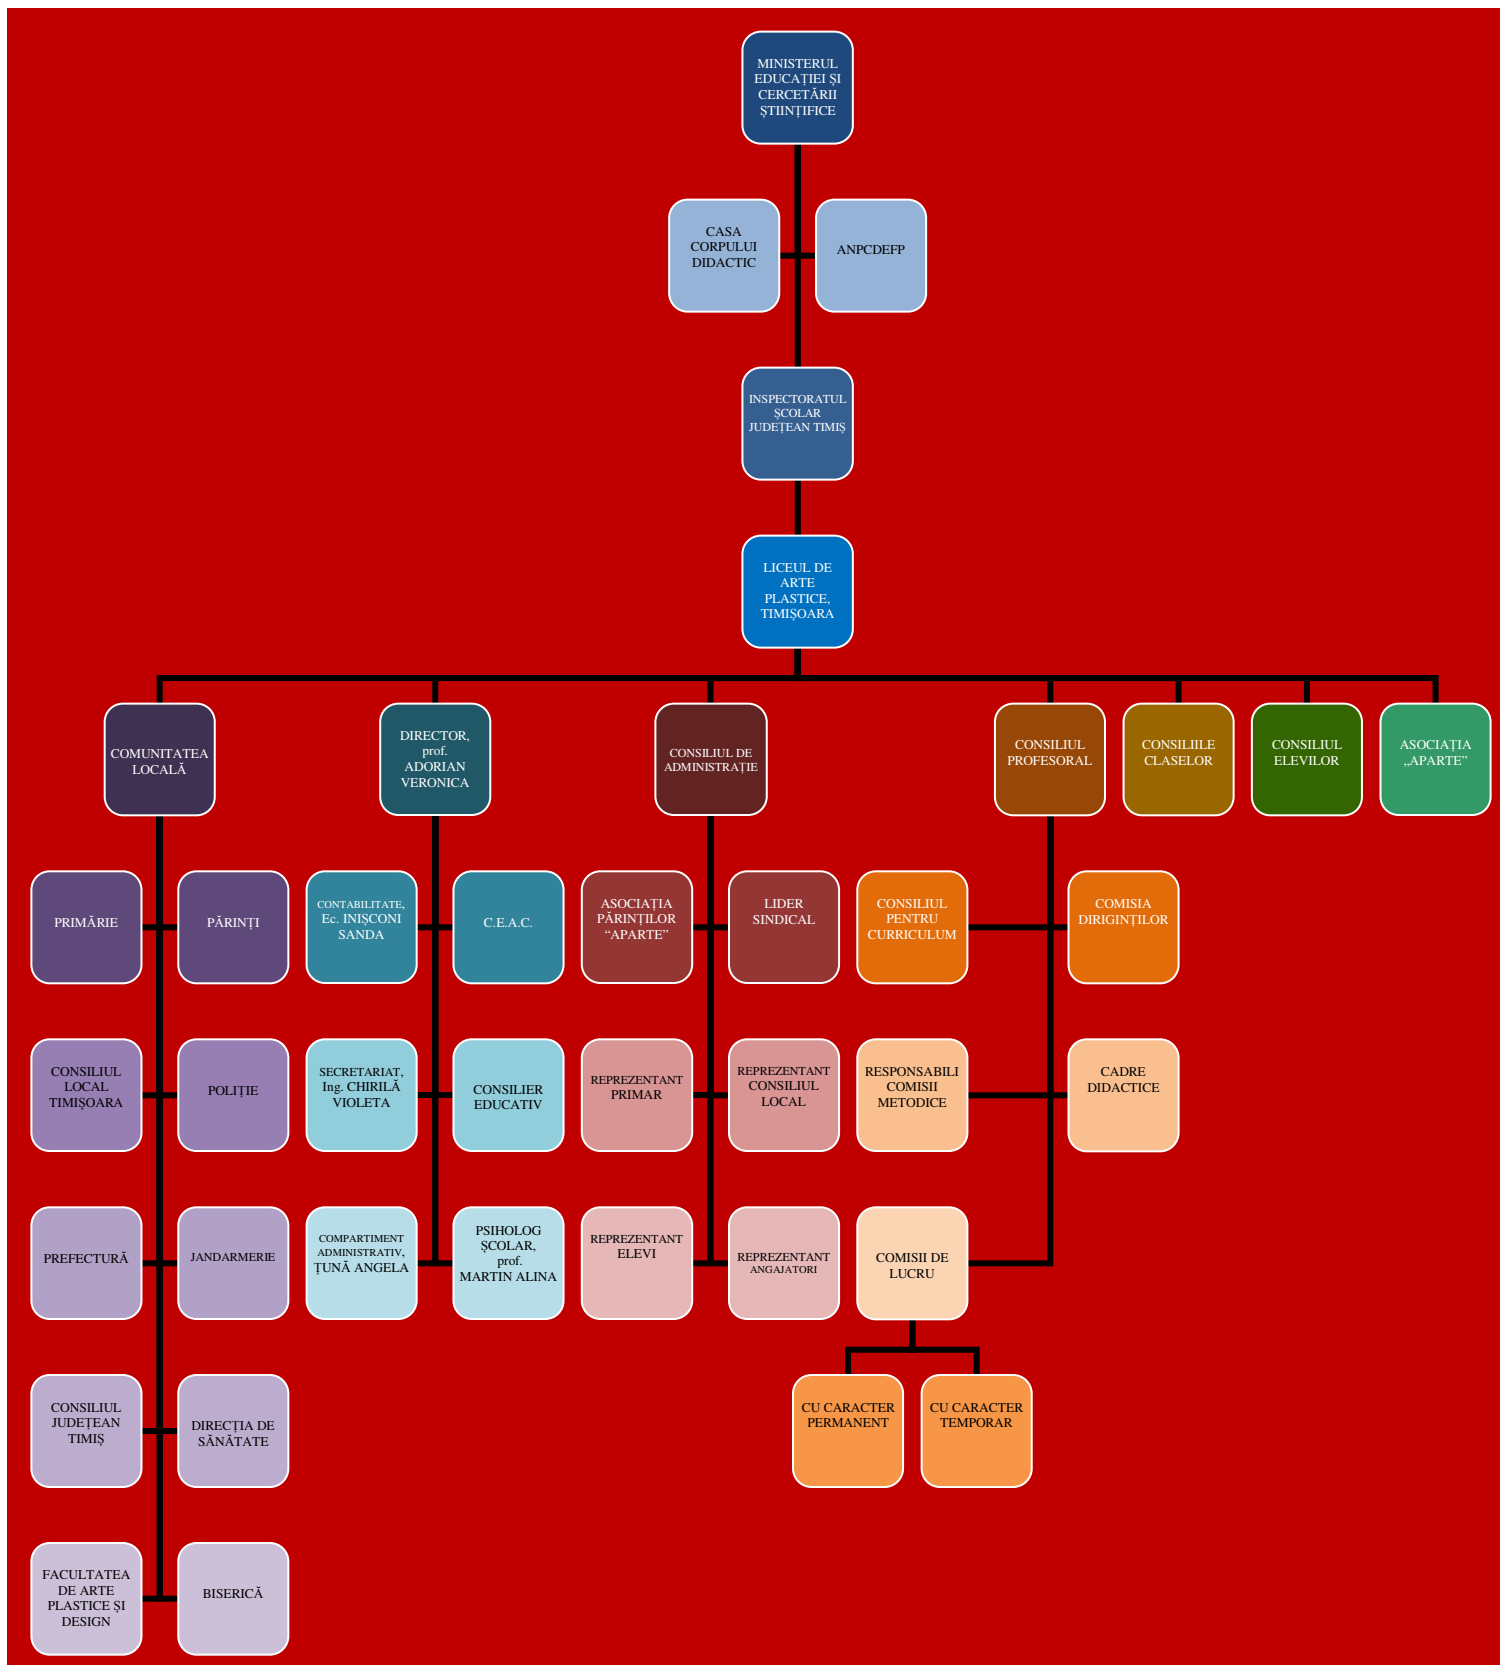 MINISTERUL
EDUCAȚIEI ȘI
CERCETĂRII
ȘTIINȚIFICE
CASA
CORPULUI
DIDACTIC
ANPCDEFP
INSPECTORATUL
ȘCOLAR
JUDEȚEAN TIMIȘ
LICEUL DE
ARTE
PLASTICE,
TIMIȘOARA
COMUNITATEA
LOCALĂ
DIRECTOR,
prof.
ADORIAN
VERONICA
CONSILIUL DE
ADMINISTRAȚIE
CONSILIUL
PROFESORAL
CONSILIILE
CLASELOR
CONSILIUL
ELEVILOR
ASOCIAȚIA
„APARTE”
PRIMĂRIE
PĂRINȚI
CONTABILITATE,
Ec. INIȘCONI
SANDA
C.E.A.C.
ASOCIAȚIA
PĂRINȚILOR
“APARTE”
LIDER
SINDICAL
CONSILIUL
PENTRU
CURRICULUM
COMISIA
DIRIGINȚILOR
CONSILIUL
LOCAL
TIMIȘOARA
POLIȚIE
SECRETARIAT,
Ing. CHIRILĂ
VIOLETA
CONSILIER
EDUCATIV
REPREZENTANT
PRIMAR
REPREZENTANT
CONSILIUL
LOCAL
RESPONSABILI
COMISII
METODICE
CADRE
DIDACTICE
PREFECTURĂ
JANDARMERIE
COMPARTIMENT
ADMINISTRATIV,
ȚUNĂ ANGELA
PSIHOLOG
ȘCOLAR,
prof.
MARTIN ALINA
REPREZENTANT
ELEVI
REPREZENTANT
ANGAJATORI
COMISII DE
LUCRU
CONSILIUL
JUDEȚEAN
TIMIȘ
DIRECȚIA DE
SĂNĂTATE
CU CARACTER
PERMANENT
CU CARACTER
TEMPORAR
FACULTATEA
DE ARTE
PLASTICE ȘI
DESIGN
BISERICĂ